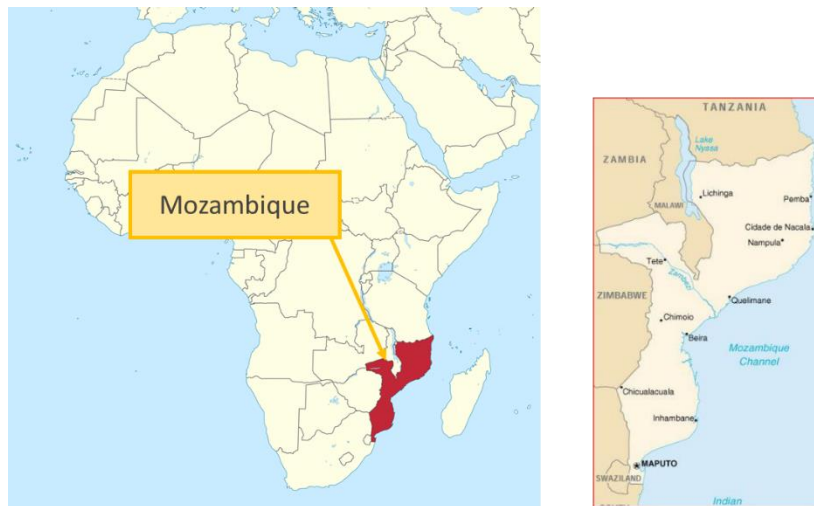 Mozambique
TANZANIA
Lake
Nyasa
ZAMBIA
Lichinga
Pemba
MALAWI
Cidade de Nacala
Nampula
Tete
Zambezi
ZIMBABWE
Quelimane
Chimoio
Beira
Mozambique
Channel
Chicualacuala
Inhambane
MAPUTO
SWAZILAND
Indian